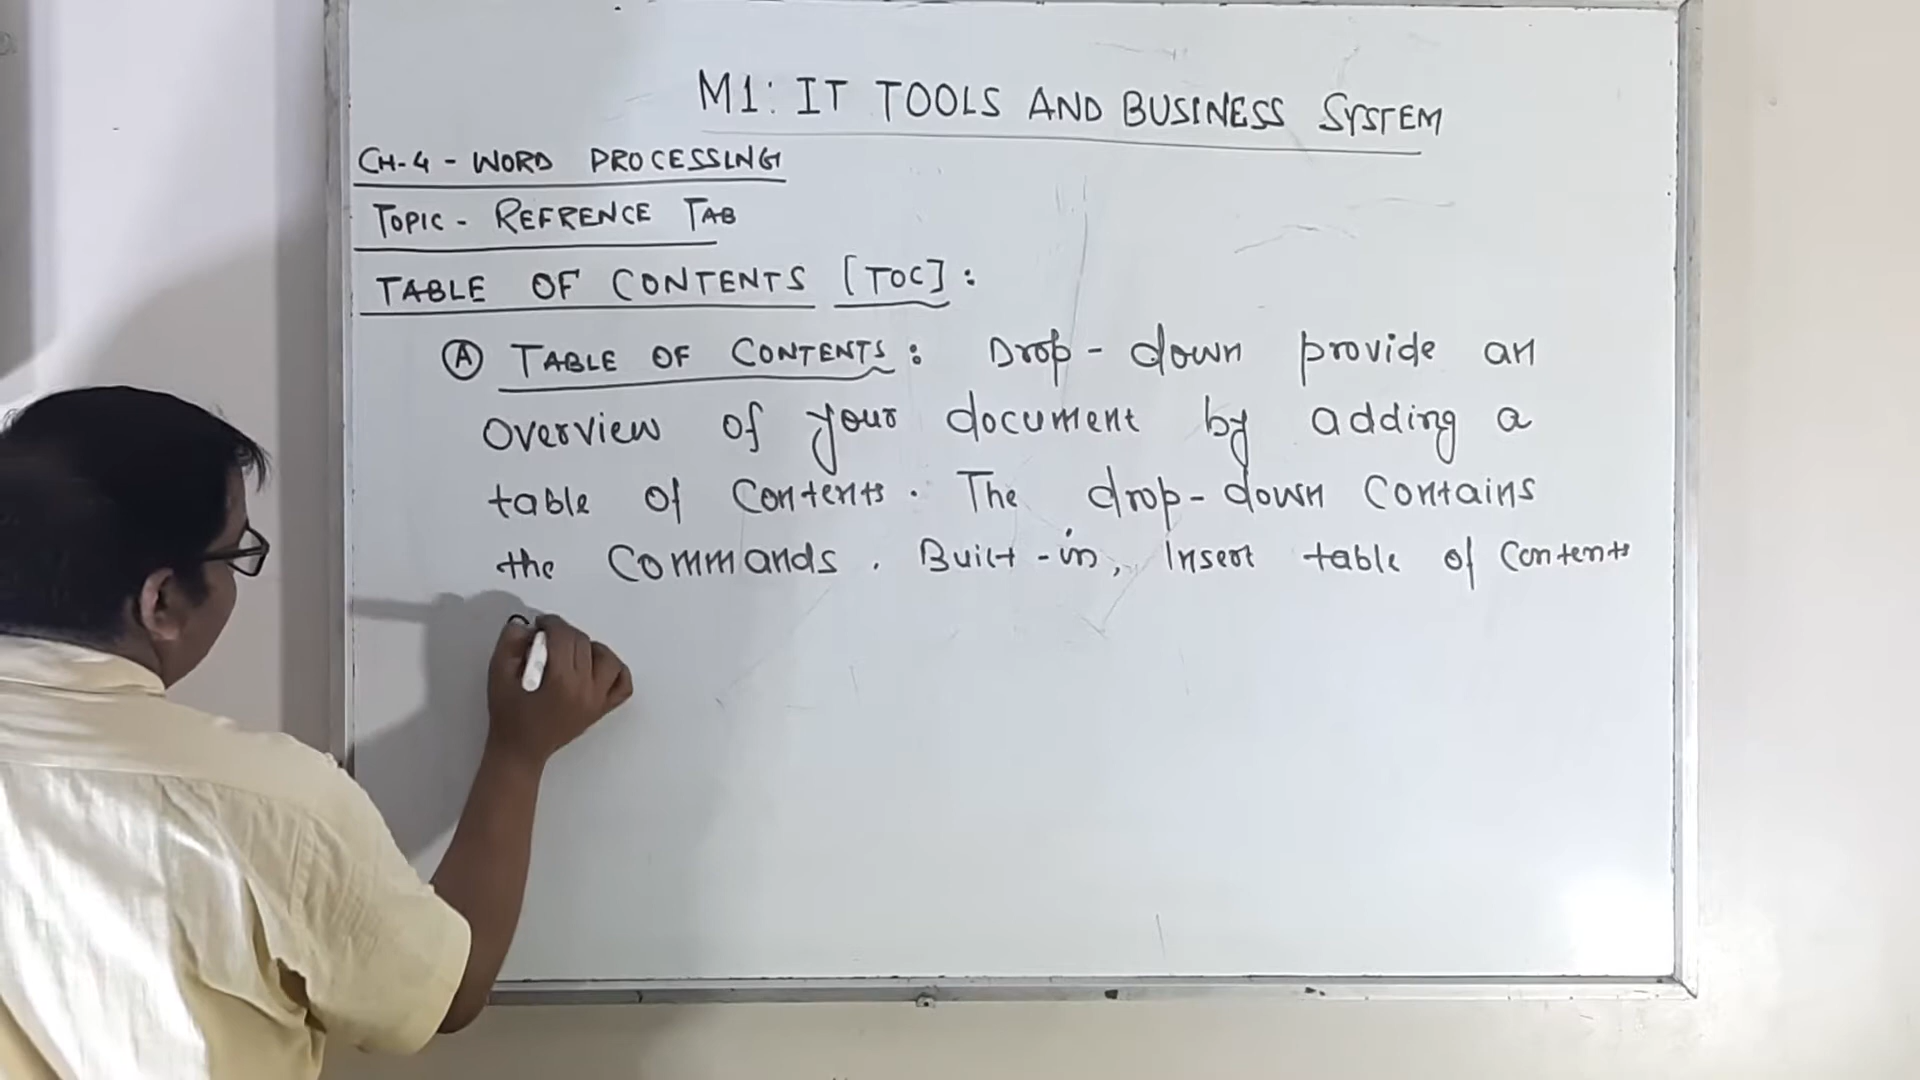 M1: IT TOOLS AND BUSINESS SYSTEM
CH-4 - WORD PROCESSING
TOPIC - REFRENCE TAB
TABLE OF CONTENTS [TOC] :
(A) TABLE OF CONTENTS : Drop-down provide an
overview of your document by adding a
table of Contents. The drop-down Contains
the Commands. Built-in, Insert table of Contents